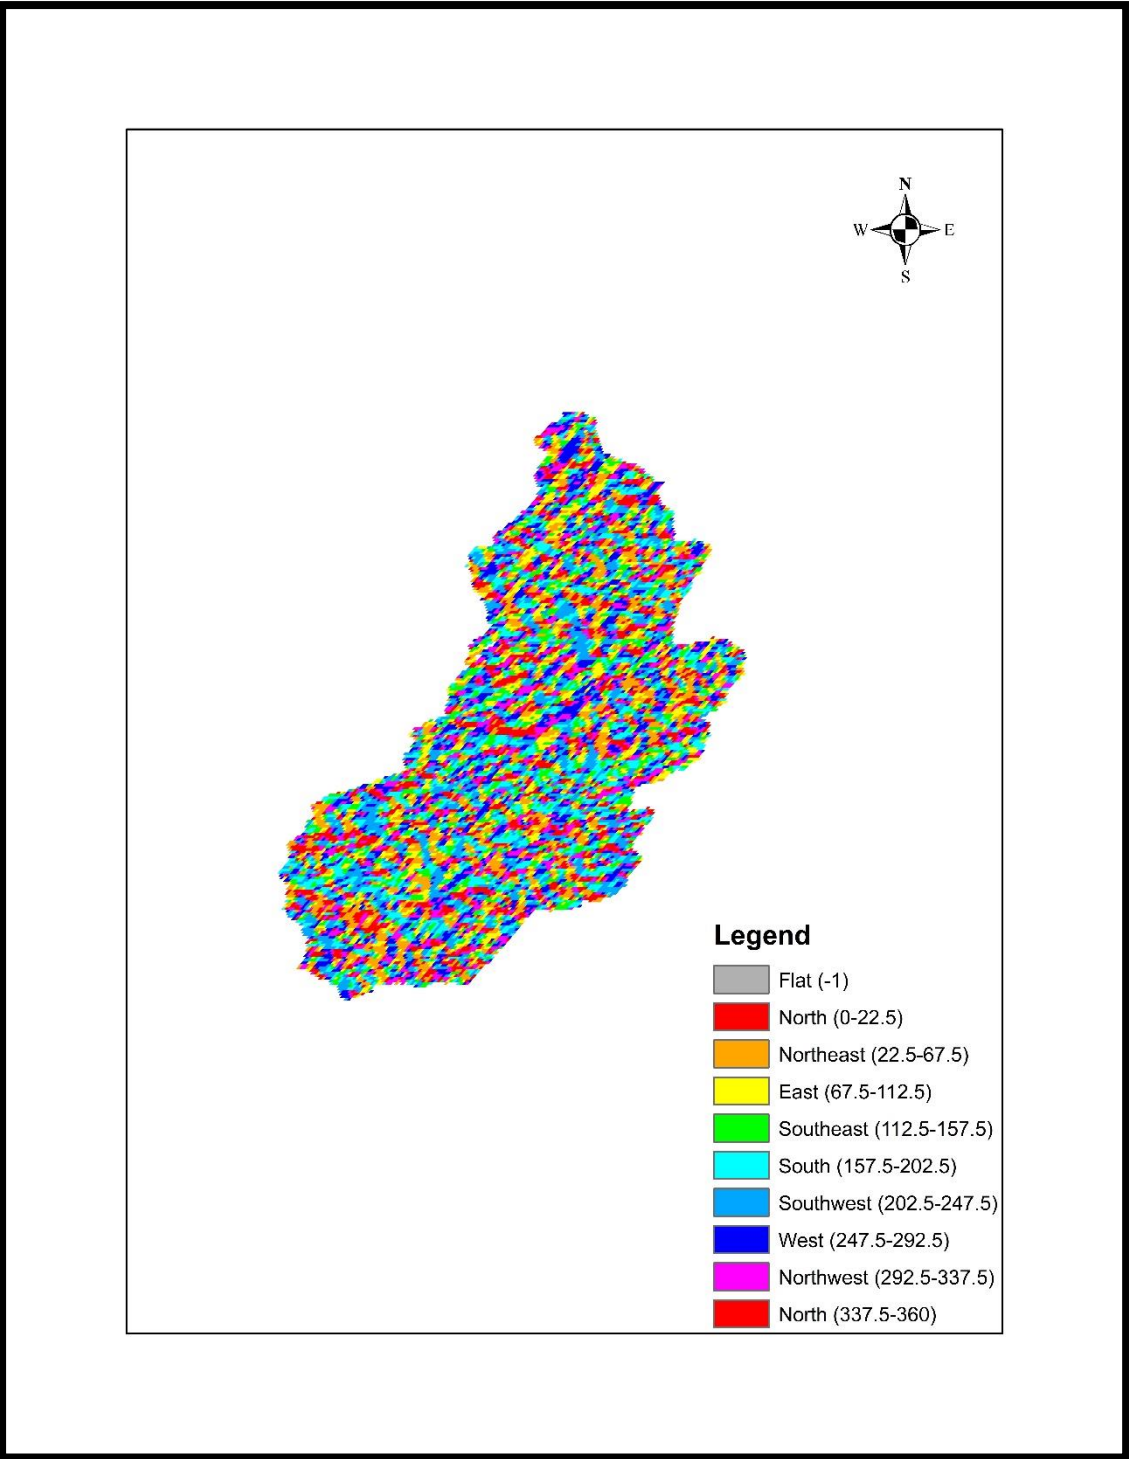 N
W E
S
Legend
Flat (-1)
North (0-22.5)
Northeast (22.5-67.5)
East (67.5-112.5)
Southeast (112.5-157.5)
South (157.5-202.5)
Southwest (202.5-247.5)
West (247.5-292.5)
Northwest (292.5-337.5)
North (337.5-360)